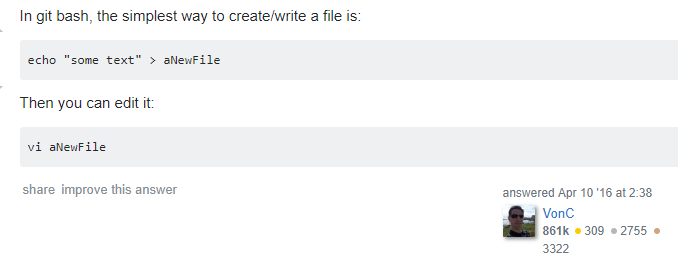 In git bash, the simplest way to create/write a file is:
echo "some text" > aNewFile
Then you can edit it:
vi aNewFile
share improve this answer
answered Apr 10 '16 at 2:38
VonC
861k ● 309 ● 2755 ●
3322